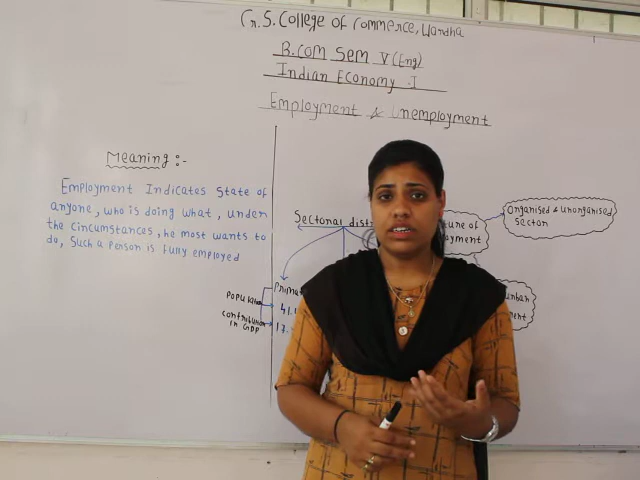 G.S. College of Commerce, Wardha
B.COM SEM V (Eng)
Indian Economy -I
Employment & Unemployment
Meaning :-
Employment Indicates State of
anyone, who is doing what, under
the circumstances, he most wants to
do, Such a Person is fully employed
Sectoral
Organised & unorganised
Sector
Population
41.
contribution
in GDP
17.